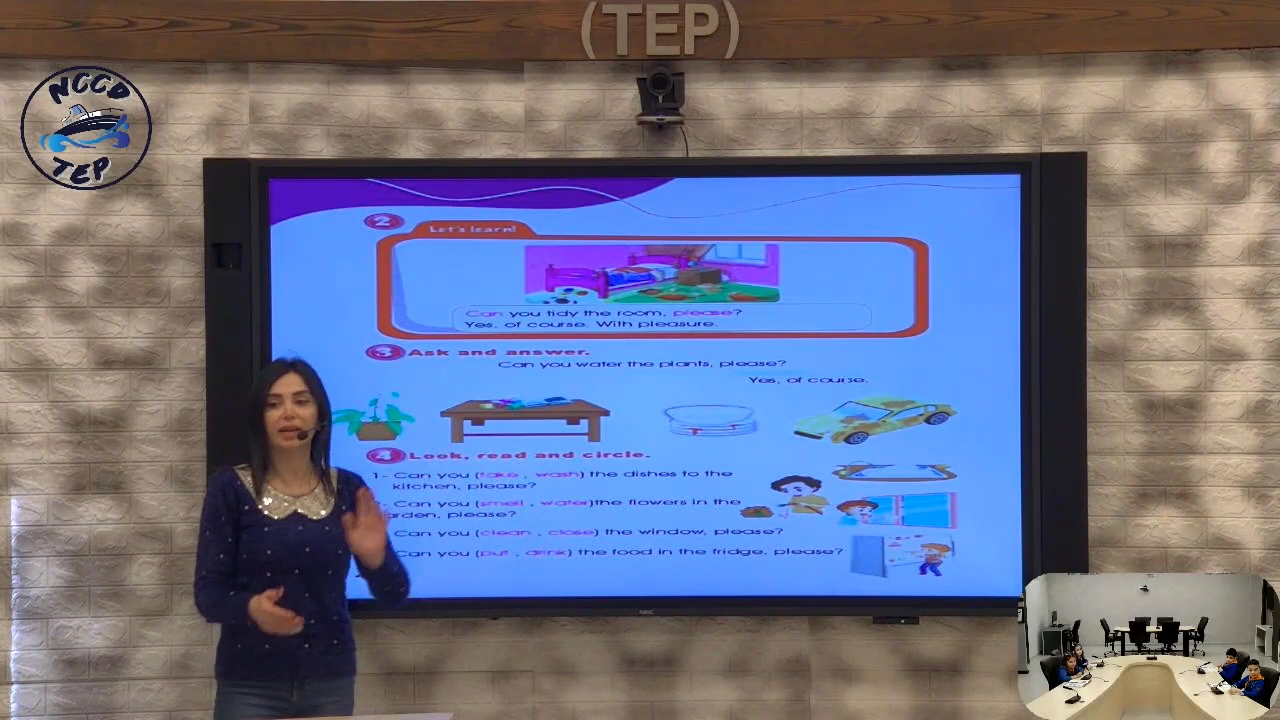 (TEP)
NCCD
TEP
2
Let's learn!
Can you tidy the room, please?
Yes, of course. With pleasure.
3 Ask and answer.
Can you water the plants, please?
Yes, of course.
4 Look, read and circle.
1- Can you (take , wash) the dishes to the
kitchen, please?
- Can you (smell , water)the flowers in the
arden, please?
Can you (clean , close) the window, please?
Can you (put , drink) the food in the fridge, please?
NEC